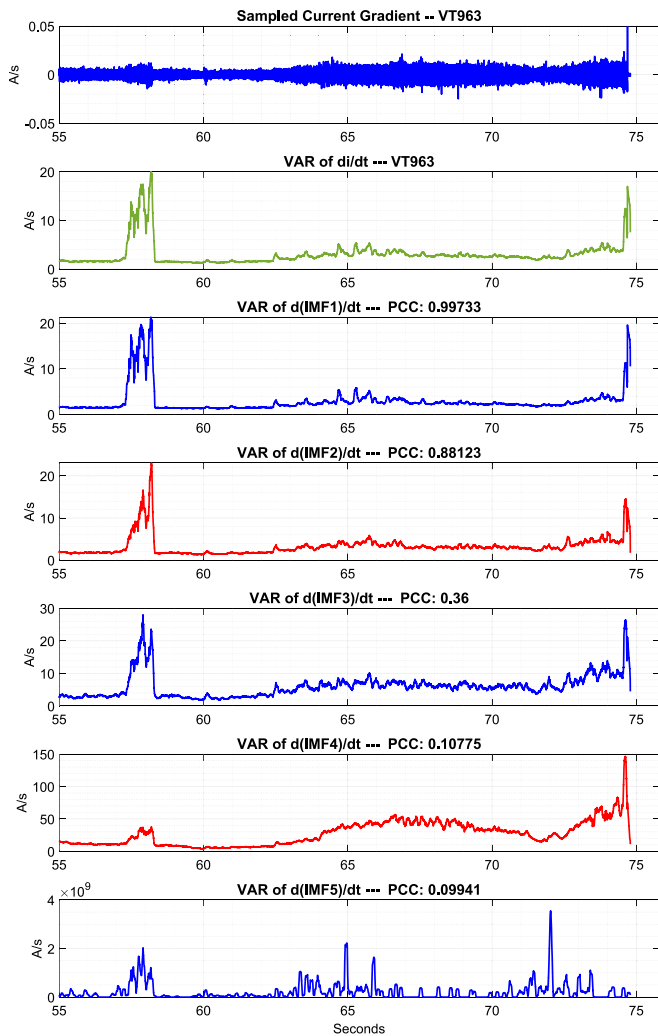 Sampled Current Gradient -- VT963
0.05
A/s
0
-0.05
55 60 65 70 75
VAR of di/dt --- VT963
20
A/s
10
0
55 60 65 70 75
VAR of d(IMF1)/dt --- PCC: 0.99733
20
A/s
10
0
55 60 65 70 75
VAR of d(IMF2)/dt --- PCC: 0.88123
20
A/s
10
0
55 60 65 70 75
VAR of d(IMF3)/dt --- PCC: 0.36
30
20
A/s
10
0
55 60 65 70 75
VAR of d(IMF4)/dt --- PCC: 0.10775
150
100
A/s
50
0
55 60 65 70 75
VAR of d(IMF5)/dt --- PCC: 0.09941
×10⁹
4
A/s
2
0
55 60 65 70 75
Seconds